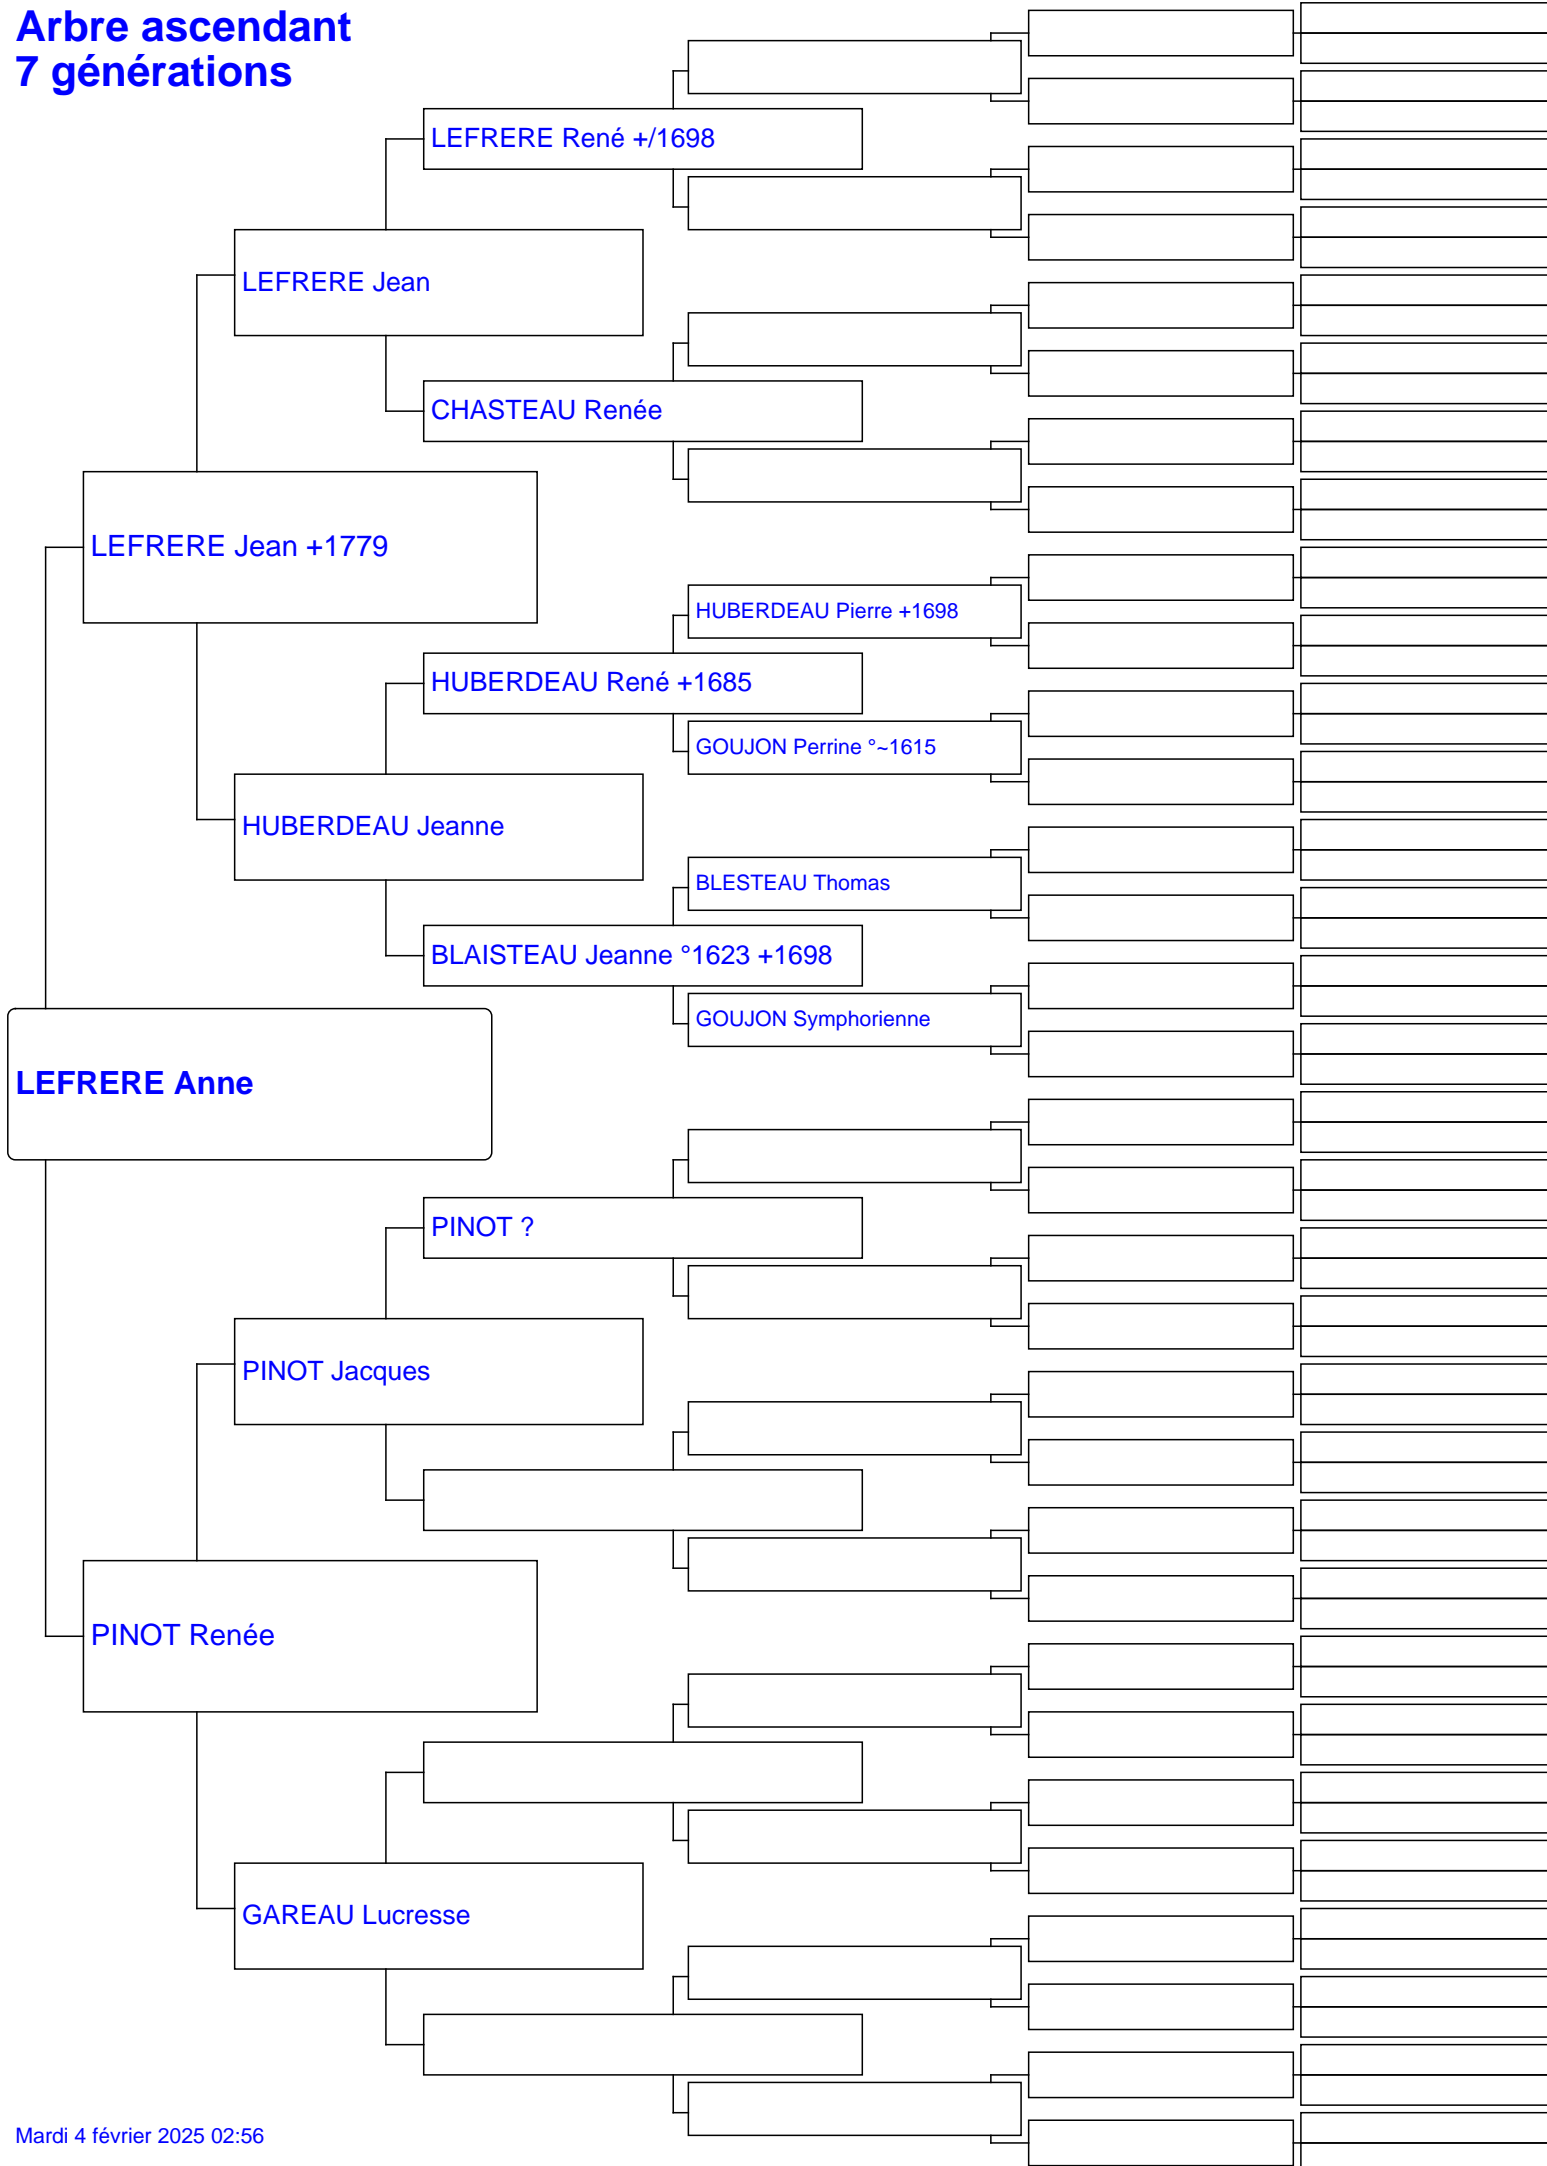 Arbre ascendant
7 générations
LEFRERE René +/1698
LEFRERE Jean
CHASTEAU Renée
LEFRERE Jean +1779
HUBERDEAU Pierre +1698
HUBERDEAU René +1685
GOUJON Perrine °~1615
HUBERDEAU Jeanne
BLESTEAU Thomas
BLAISTEAU Jeanne °1623 +1698
GOUJON Symphorienne
LEFRERE Anne
PINOT ?
PINOT Jacques
PINOT Renée
GAREAU Lucresse
Mardi 4 février 2025 02:56